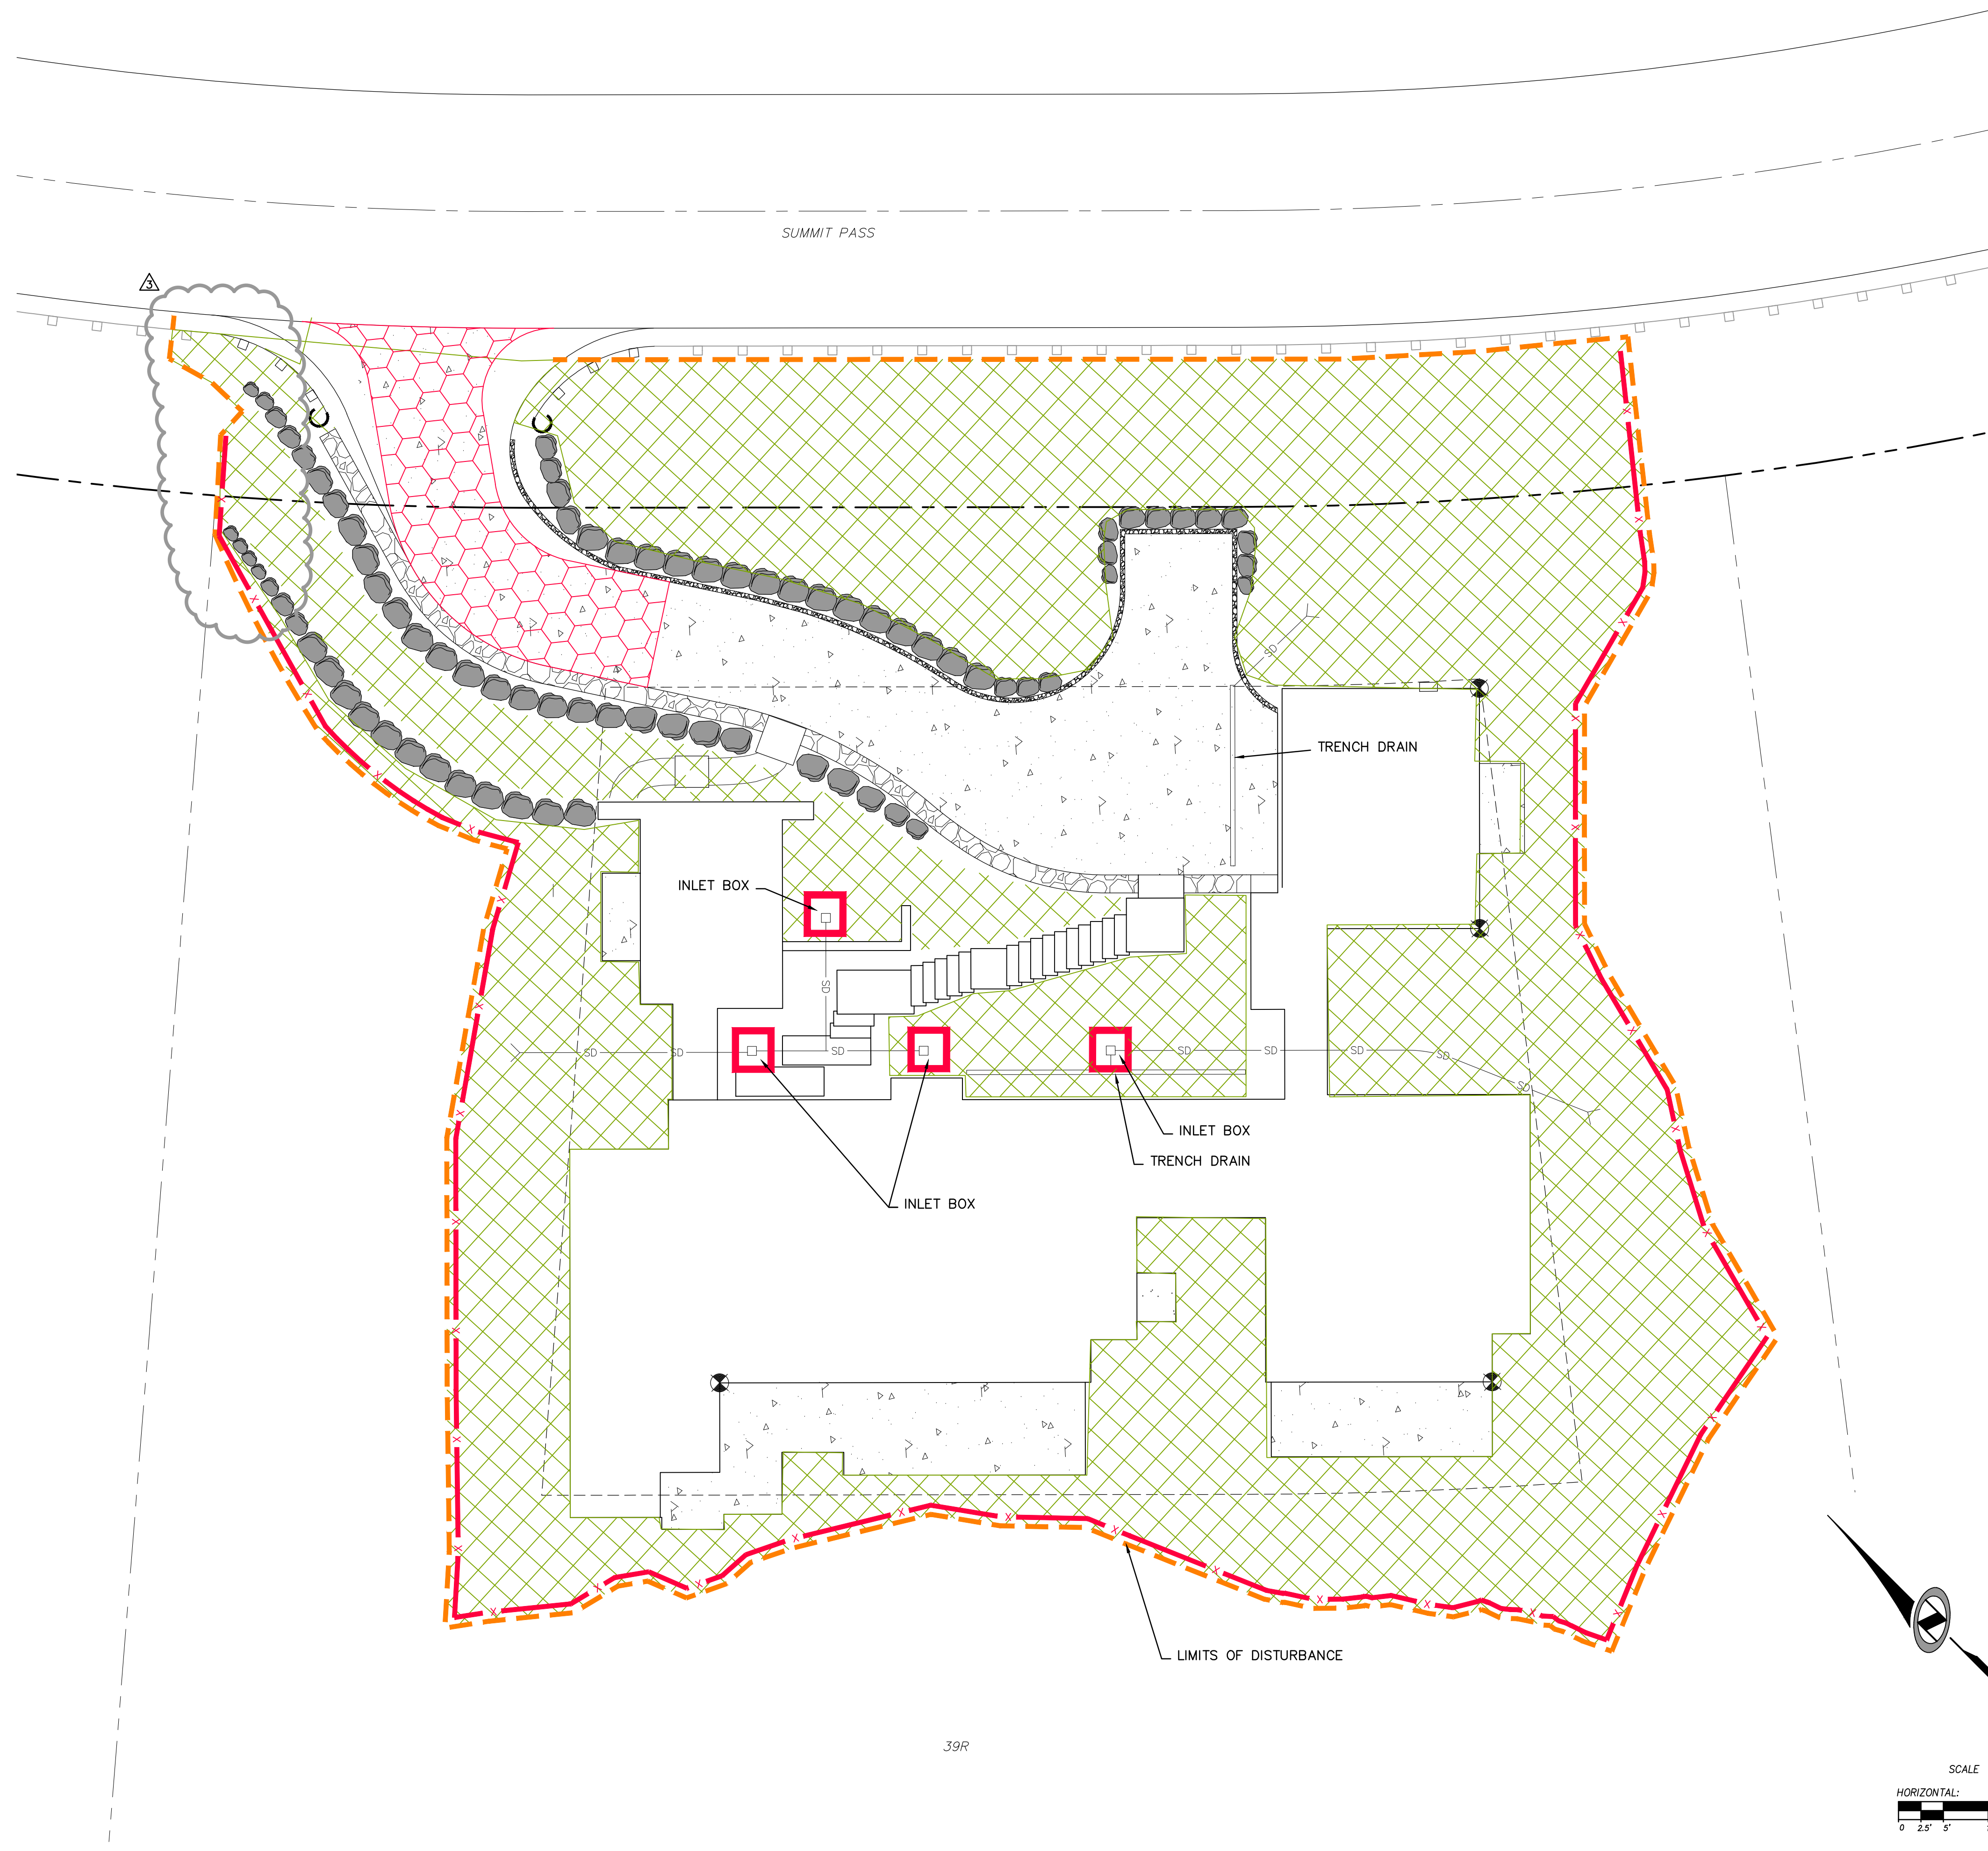 SUMMIT PASS
3
SD
TRENCH DRAIN
INLET BOX
SD
SD
SD
SD
SD
SD
SD
SD
SD
INLET BOX
TRENCH DRAIN
INLET BOX
LIMITS OF DISTURBANCE
39R
SCALE
HORIZONTAL:
0 2.5' 5'